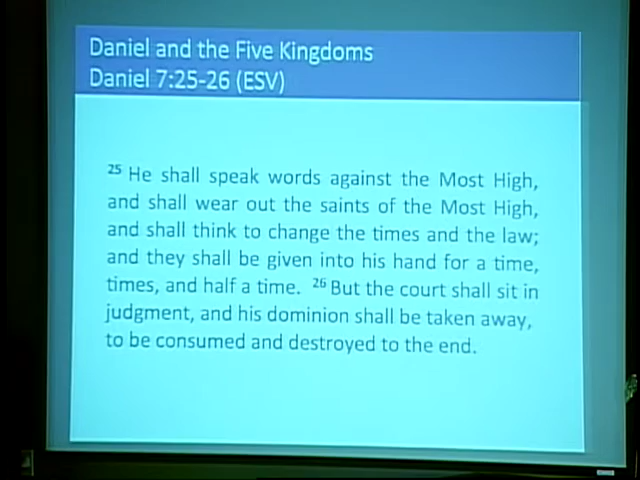 Daniel and the Five Kingdoms
Daniel 7:25-26 (ESV)
25 He shall speak words against the Most High,
and shall wear out the saints of the Most High,
and shall think to change the times and the law;
and they shall be given into his hand for a time,
times, and half a time. 26 But the court shall sit in
judgment, and his dominion shall be taken away,
to be consumed and destroyed to the end.